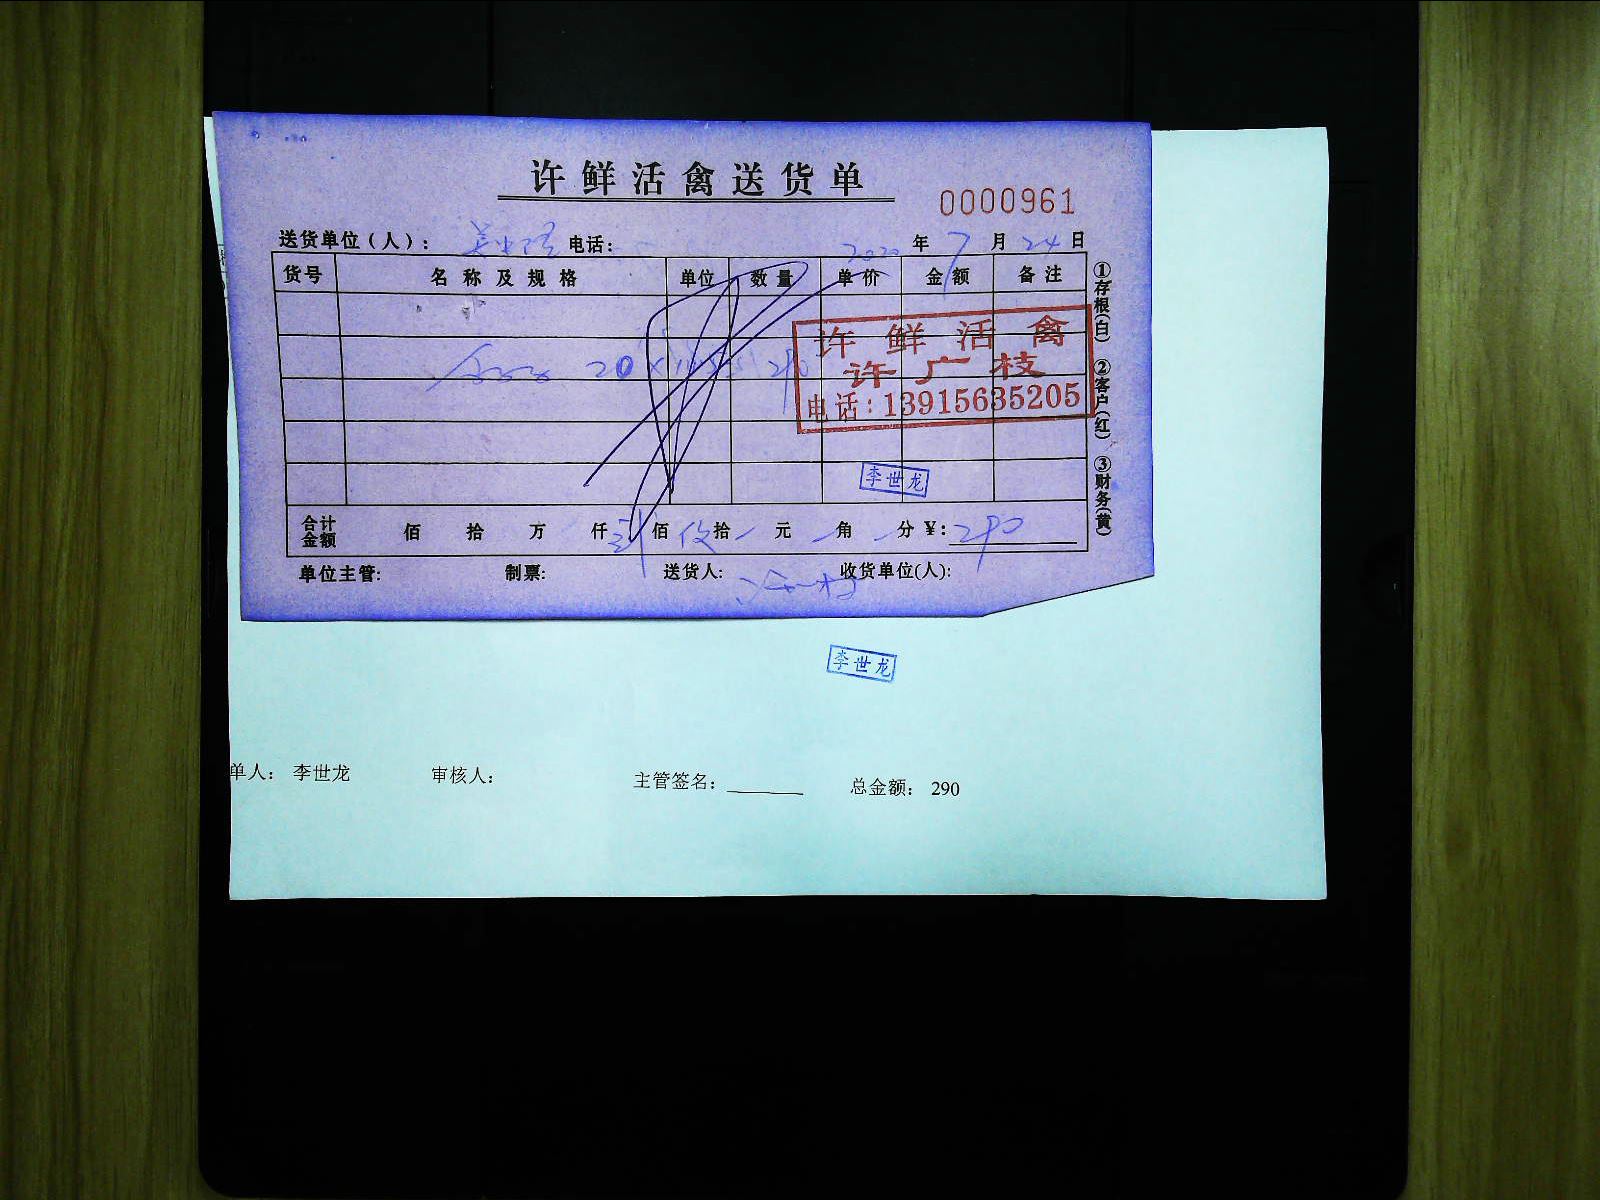 许鲜活禽送货单
0000961
送货单位（人）： 电话： 2020 年 7 月 24 日
货号 名称及规格 单位 数量 单价 金额 备注
20
许鲜活禽
许广枝
电话：13915635205
李世龙
合计金额 佰 拾 万 仟 佰 拾 元 角 分 ¥：290
单位主管： 制票： 送货人： 收货单位(人)：
①存根(白) ②客户(红) ③财务(黄)
李世龙
单人： 李世龙 审核人： 主管签名： 总金额： 290